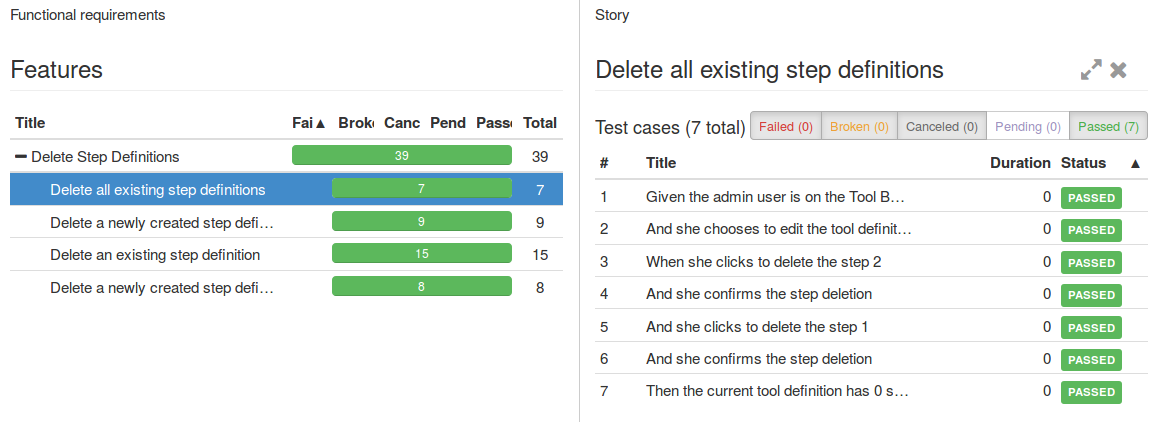 Functional requirements
Features
Title Fai▲ Broke Canc Pend Passe Total
Delete Step Definitions 39 39
Delete all existing step definitions 7 7
Delete a newly created step defi… 9 9
Delete an existing step definition 15 15
Delete a newly created step defi… 8 8
Story
Delete all existing step definitions
Test cases (7 total) Failed (0) Broken (0) Canceled (0) Pending (0) Passed (7)
# Title Duration Status ▲
1 Given the admin user is on the Tool B… 0 PASSED
2 And she chooses to edit the tool definit… 0 PASSED
3 When she clicks to delete the step 2 0 PASSED
4 And she confirms the step deletion 0 PASSED
5 And she clicks to delete the step 1 0 PASSED
6 And she confirms the step deletion 0 PASSED
7 Then the current tool definition has 0 s… 0 PASSED